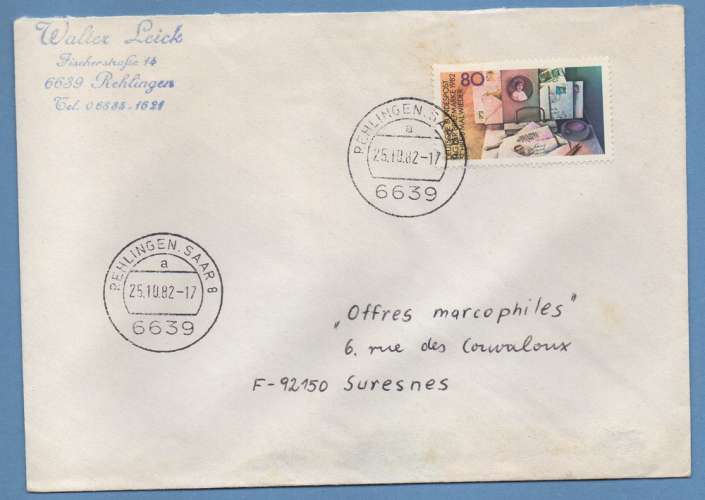 Walter Leick
Fischerstraße 14
6639 Rehlingen
Tel. 06835-1621
80
REHLINGEN, SAAR
a
25.10.82-17
6639
REHLINGEN, SAAR 8
a
25.10.82-17
6639
„Offres marcophiles"
6. rue des Couvaloux
F-92150 Suresnes